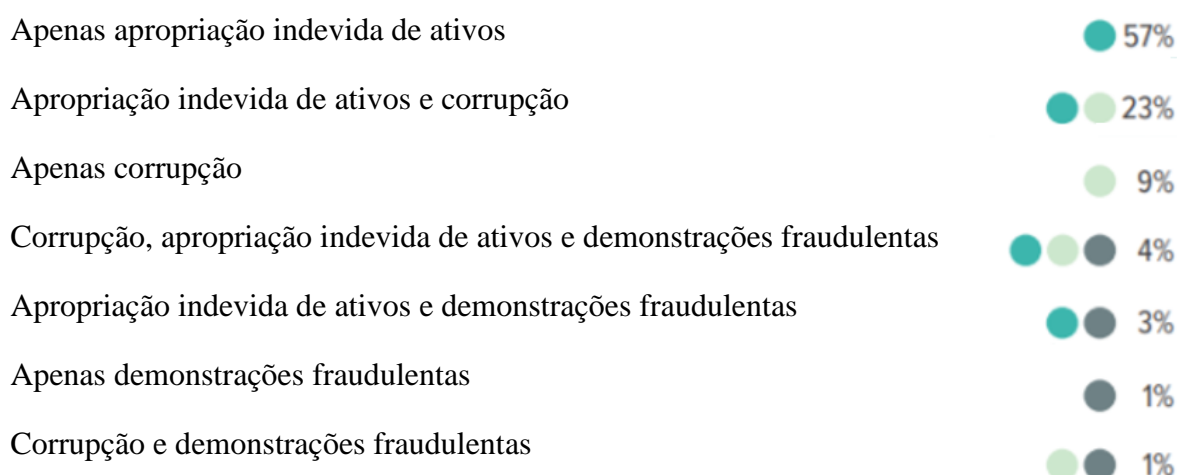 Apenas apropriação indevida de ativos 57%
Apropriação indevida de ativos e corrupção 23%
Apenas corrupção 9%
Corrupção, apropriação indevida de ativos e demonstrações fraudulentas 4%
Apropriação indevida de ativos e demonstrações fraudulentas 3%
Apenas demonstrações fraudulentas 1%
Corrupção e demonstrações fraudulentas 1%